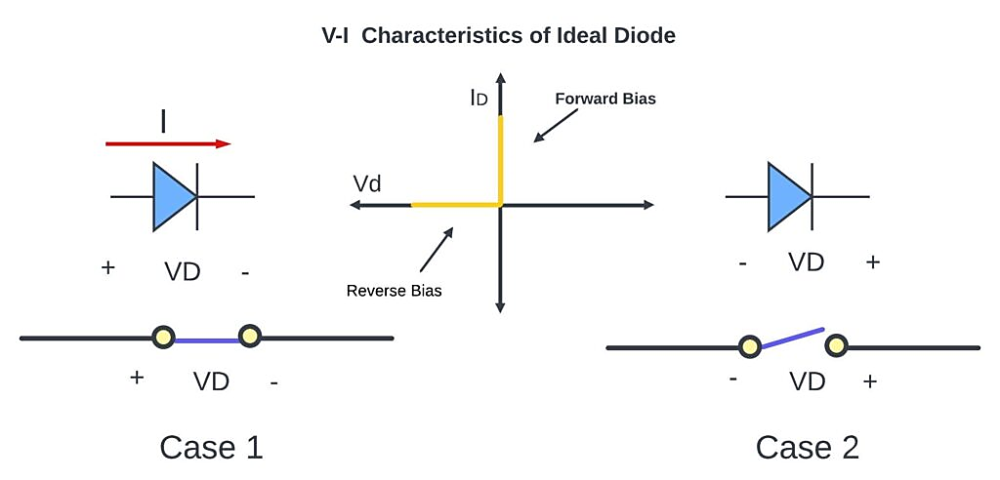 V-I Characteristics of Ideal Diode
I
ID
Forward Bias
Vd
+ VD -
Reverse Bias
- VD +
+ VD -
- VD +
Case 1
Case 2